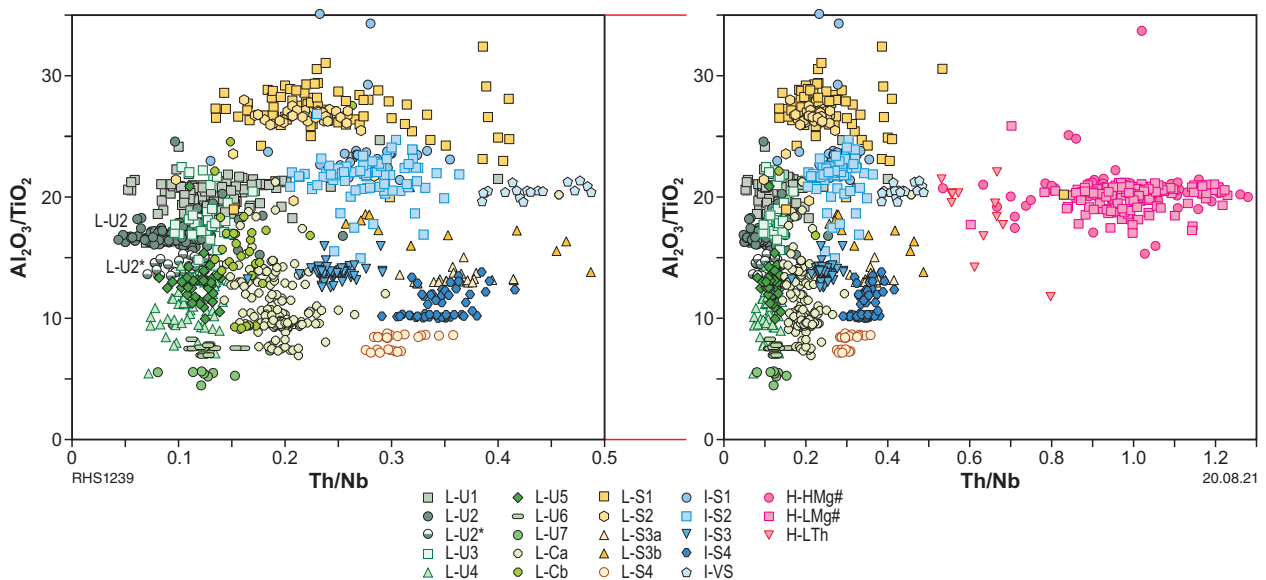 30
20
10
0
Al₂O₃/TiO₂
L-U2
L-U2*
0
0.1
0.2
0.3
0.4
0.5
RHS1239
Th/Nb
30
20
10
0
Al₂O₃/TiO₂
0
0.2
0.4
0.6
0.8
1.0
1.2
Th/Nb
20.08.21
L-U1
L-U2
L-U2*
L-U3
L-U4
L-U5
L-U6
L-U7
L-Ca
L-Cb
L-S1
L-S2
L-S3a
L-S3b
L-S4
I-S1
I-S2
I-S3
I-S4
I-VS
H-HMg#
H-LMg#
H-LTh